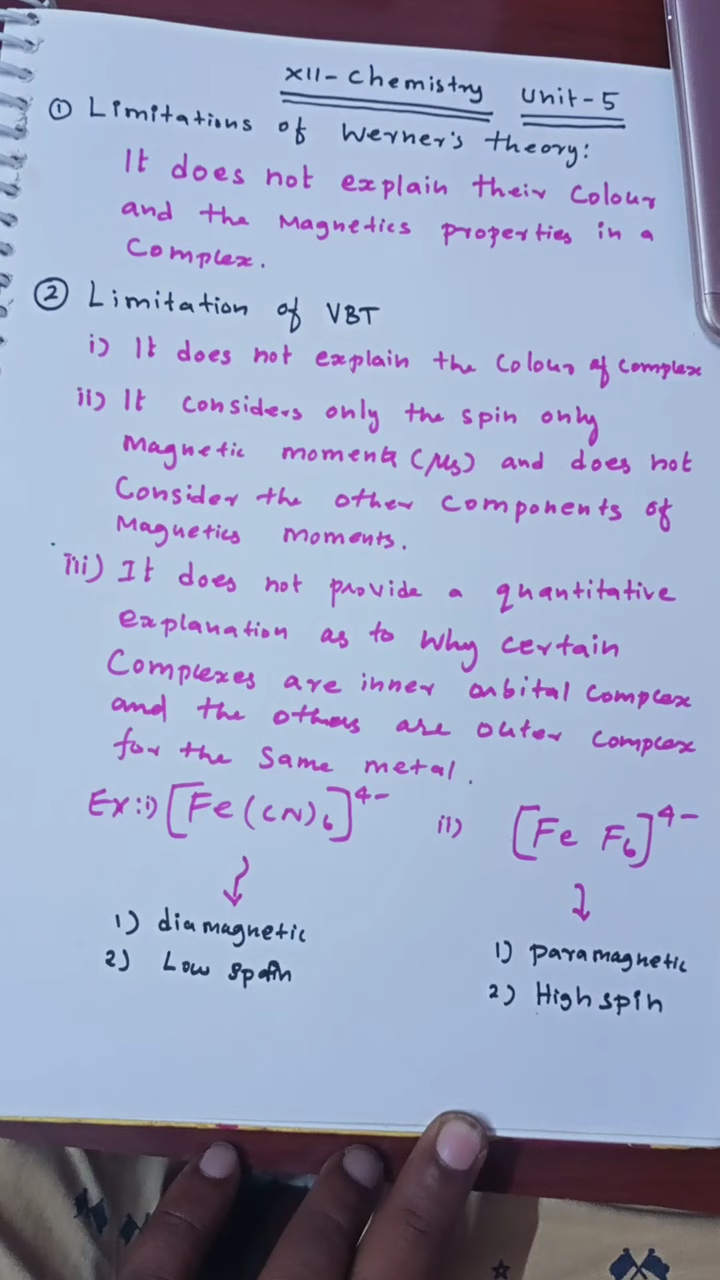 XII - Chemistry Unit - 5
① Limitations of Werner's theory:
It does not explain their colour
and the Magnetics properties in a
Complex.
② Limitation of VBT
i) It does not explain the colour of complex
ii) It considers only the spin only
Magnetic moments (μs) and does not
Consider the other components of
Magnetics moments.
iii) It does not provide a quantitative
explanation as to why certain
Complexes are inner orbital complex
and the others are outer complex
for the same metal.
Ex: i) [Fe(CN)6]4- ii) [Fe F6]4-
1) diamagnetic
2) Low spin
1) paramagnetic
2) High spin